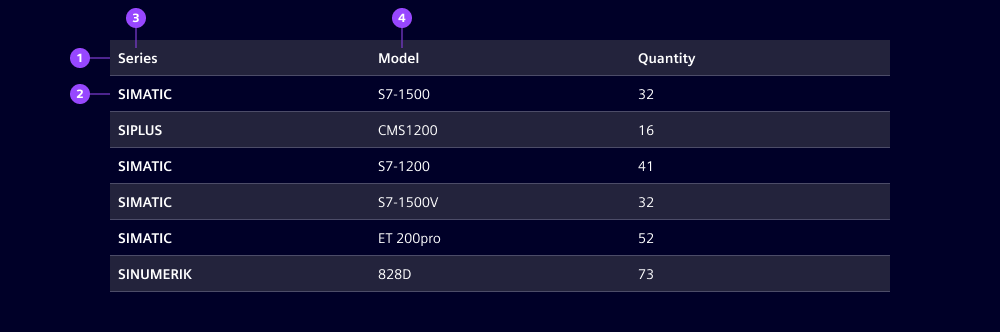 3 4
1 Series Model Quantity
2 SIMATIC S7-1500 32
SIPLUS CMS1200 16
SIMATIC S7-1200 41
SIMATIC S7-1500V 32
SIMATIC ET 200pro 52
SINUMERIK 828D 73